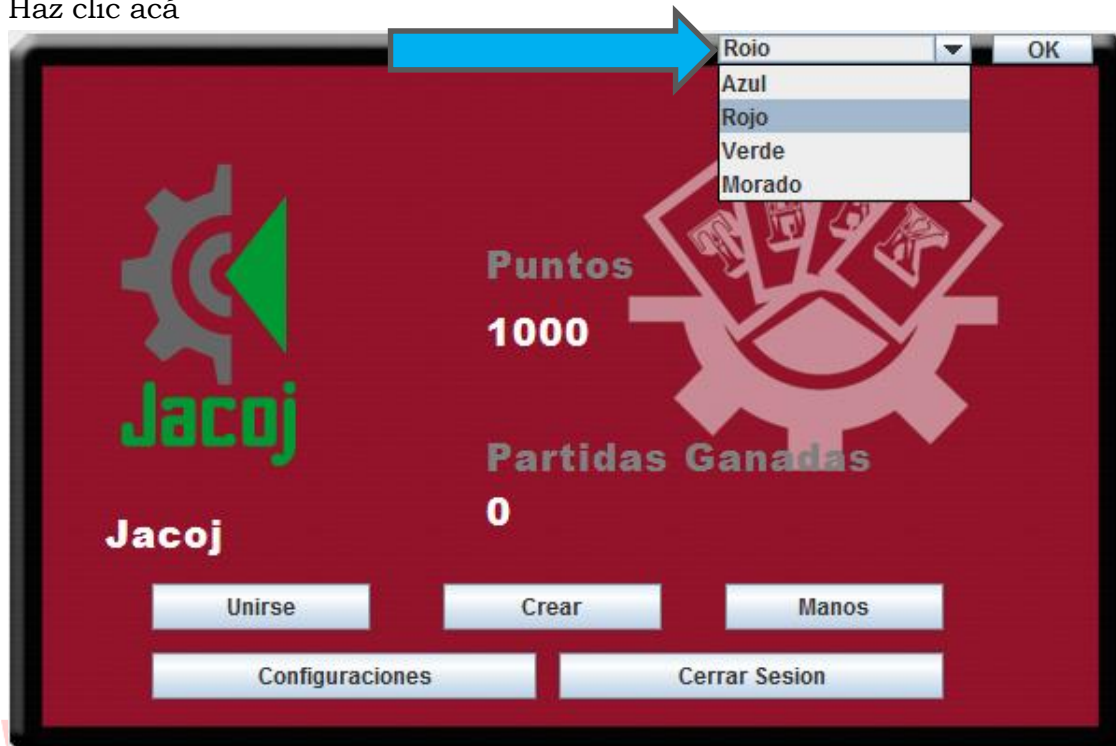 Haz clic acá
Rojo
OK
Azul
Rojo
Verde
Morado
TEEK
Puntos
1000
Jacoj
Partidas Ganadas
0
Jacoj
Unirse
Crear
Manos
Configuraciones
Cerrar Sesion